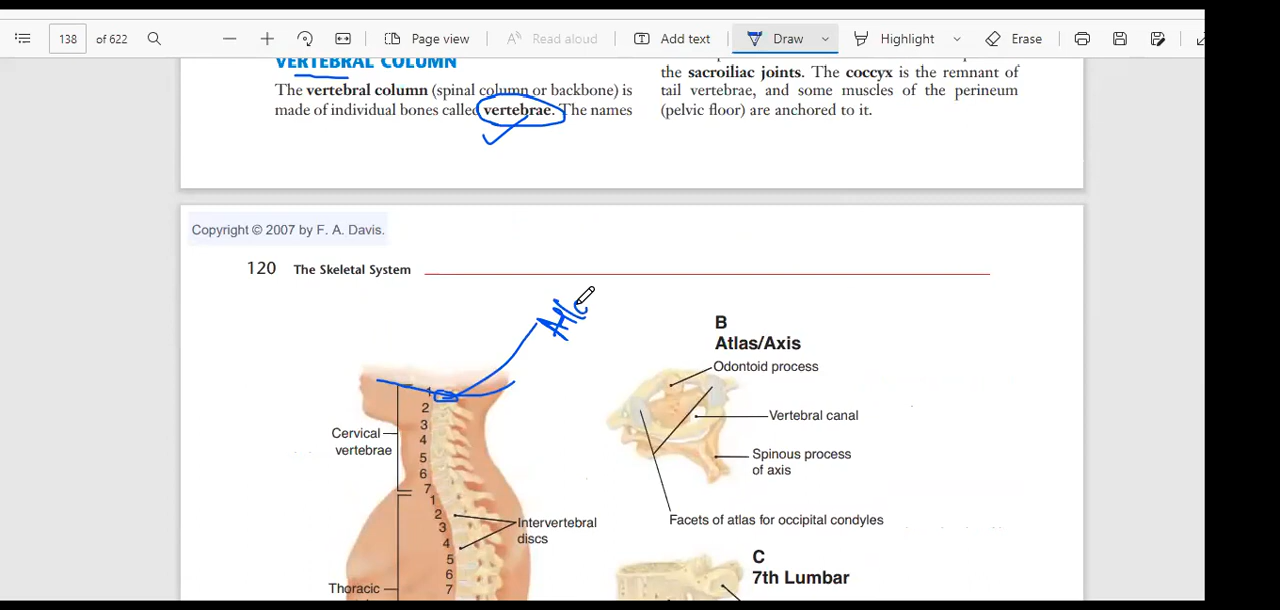 138
of 622
Page view
Read aloud
Add text
Draw
Highlight
Erase
VERTEBRAL COLUMN
The vertebral column (spinal column or backbone) is
made of individual bones called vertebrae. The names
the sacroiliac joints. The coccyx is the remnant of
tail vertebrae, and some muscles of the perineum
(pelvic floor) are anchored to it.
Copyright © 2007 by F. A. Davis.
120 The Skeletal System
B
Atlas/Axis
Odontoid process
Vertebral canal
Spinous process
of axis
Facets of atlas for occipital condyles
Cervical
vertebrae
1
2
3
4
5
6
7
1
2
3
4
5
6
7
Intervertebral
discs
Thoracic
C
7th Lumbar